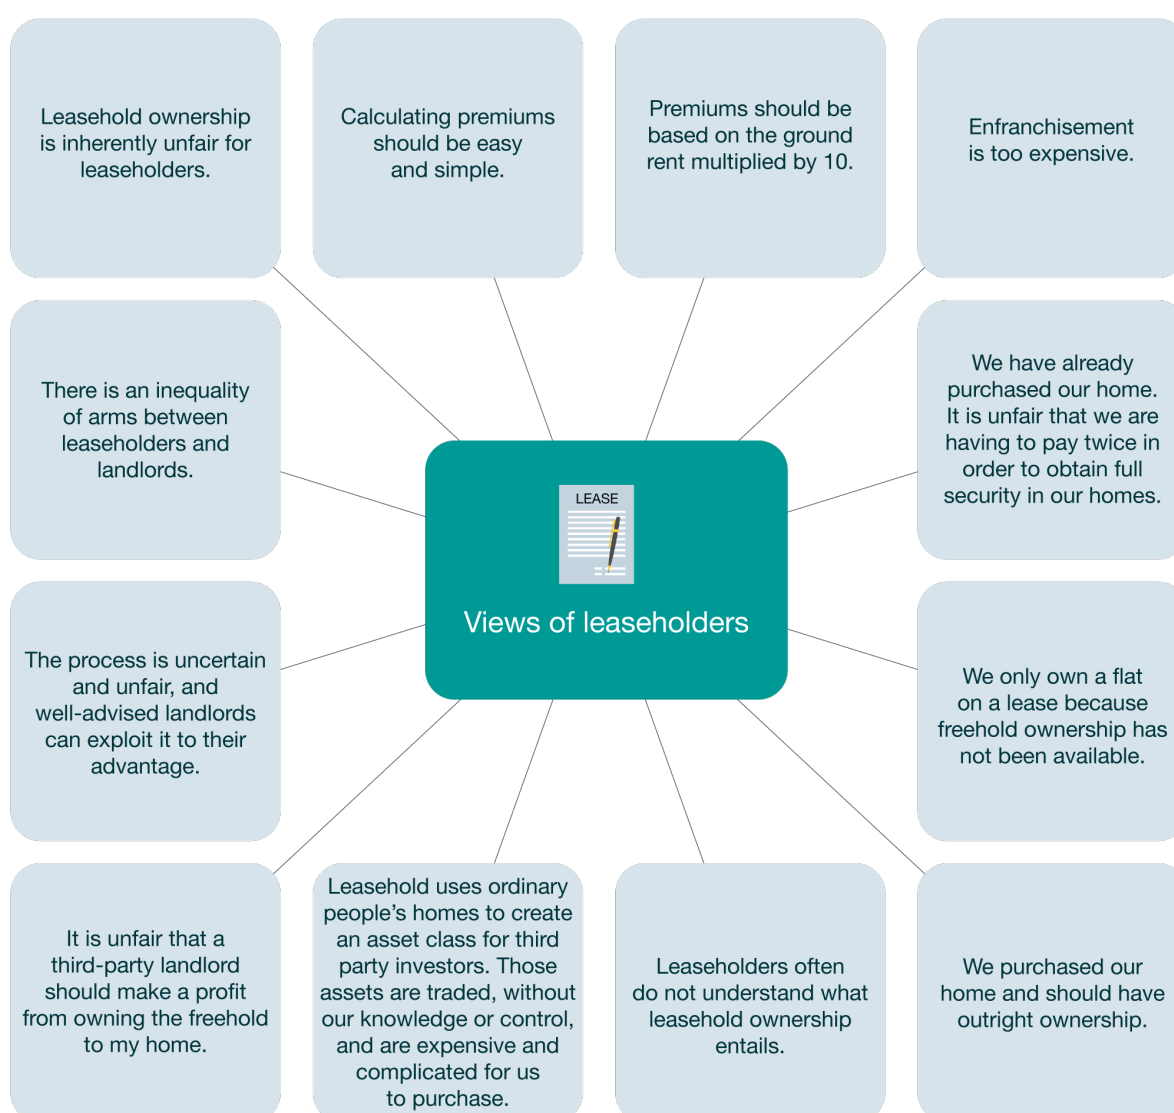 Leasehold ownership
is inherently unfair for
leaseholders.
Calculating premiums
should be easy
and simple.
Premiums should be
based on the ground
rent multiplied by 10.
Enfranchisement
is too expensive.
There is an inequality
of arms between
leaseholders and
landlords.
We have already
purchased our home.
It is unfair that we are
having to pay twice in
order to obtain full
security in our homes.
LEASE
Views of leaseholders
The process is uncertain
and unfair, and
well-advised landlords
can exploit it to their
advantage.
We only own a flat
on a lease because
freehold ownership has
not been available.
It is unfair that a
third-party landlord
should make a profit
from owning the freehold
to my home.
Leasehold uses ordinary
people’s homes to create
an asset class for third
party investors. Those
assets are traded, without
our knowledge or control,
and are expensive and
complicated for us
to purchase.
Leaseholders often
do not understand what
leasehold ownership
entails.
We purchased our
home and should have
outright ownership.